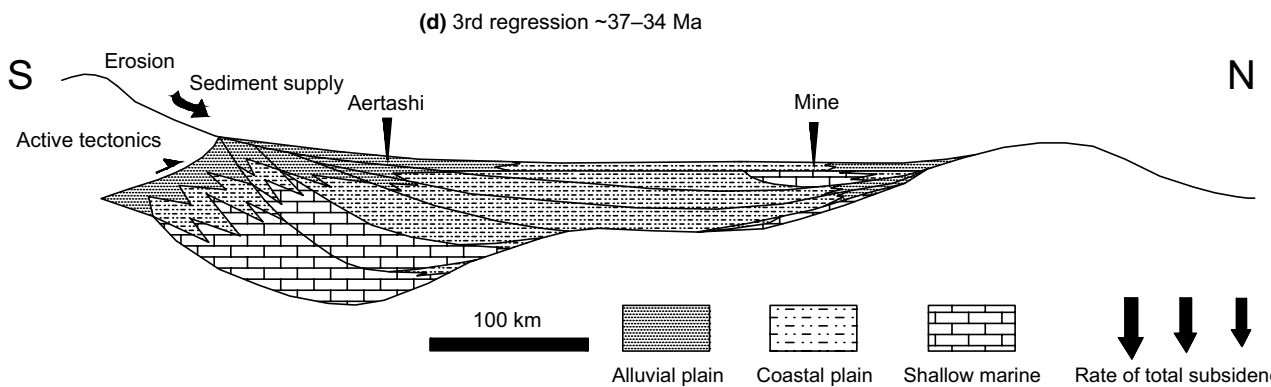 (d) 3rd regression ~37–34 Ma
S
Erosion
Sediment supply
Aertashi
Mine
N
Active tectonics
100 km
Alluvial plain
Coastal plain
Shallow marine
Rate of total subsiden